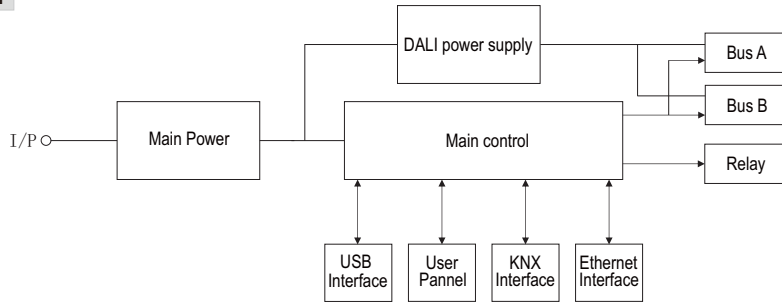 DALI power supply
Bus A
Bus B
I/P
Main Power
Main control
Relay
USB
Interface
User
Pannel
KNX
Interface
Ethernet
Interface